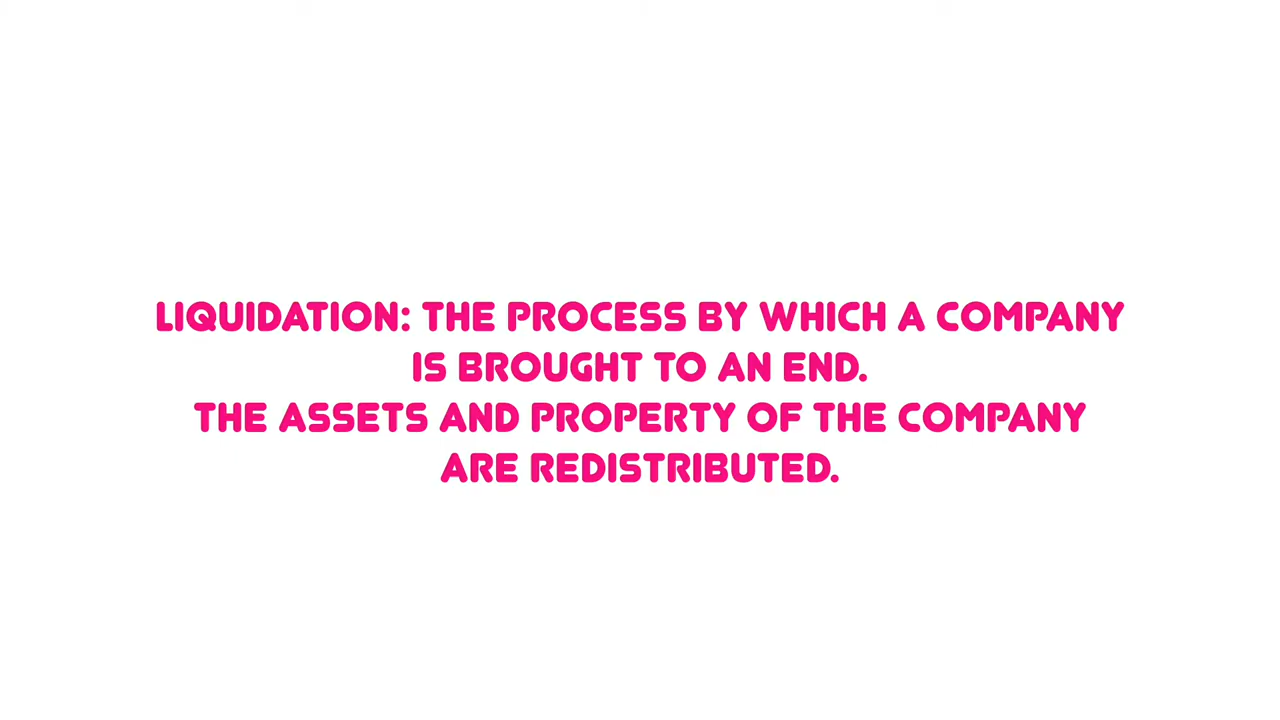 LIQUIDATION: THE PROCESS BY WHICH A COMPANY
IS BROUGHT TO AN END.
THE ASSETS AND PROPERTY OF THE COMPANY
ARE REDISTRIBUTED.